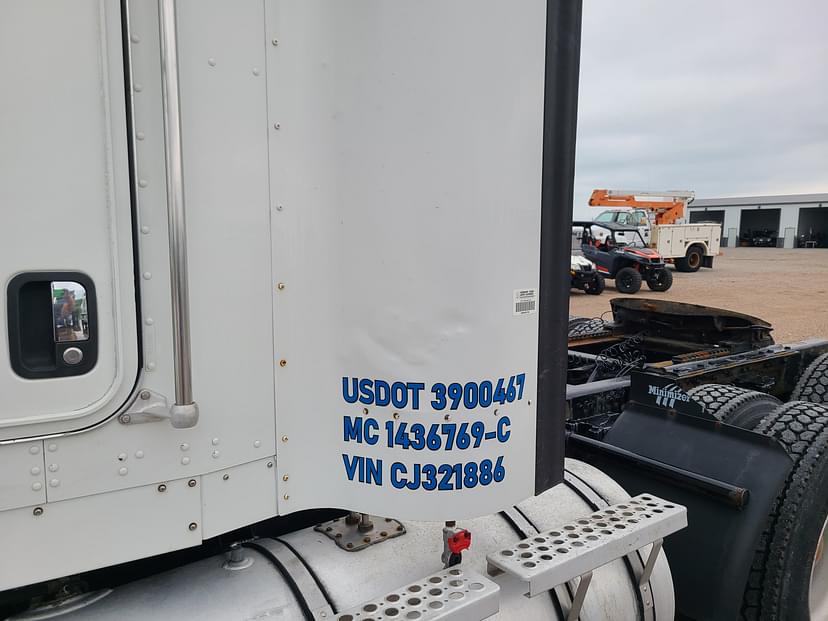 USDOT 3900467
MC 1436769-C
VIN CJ321886
Minimizer